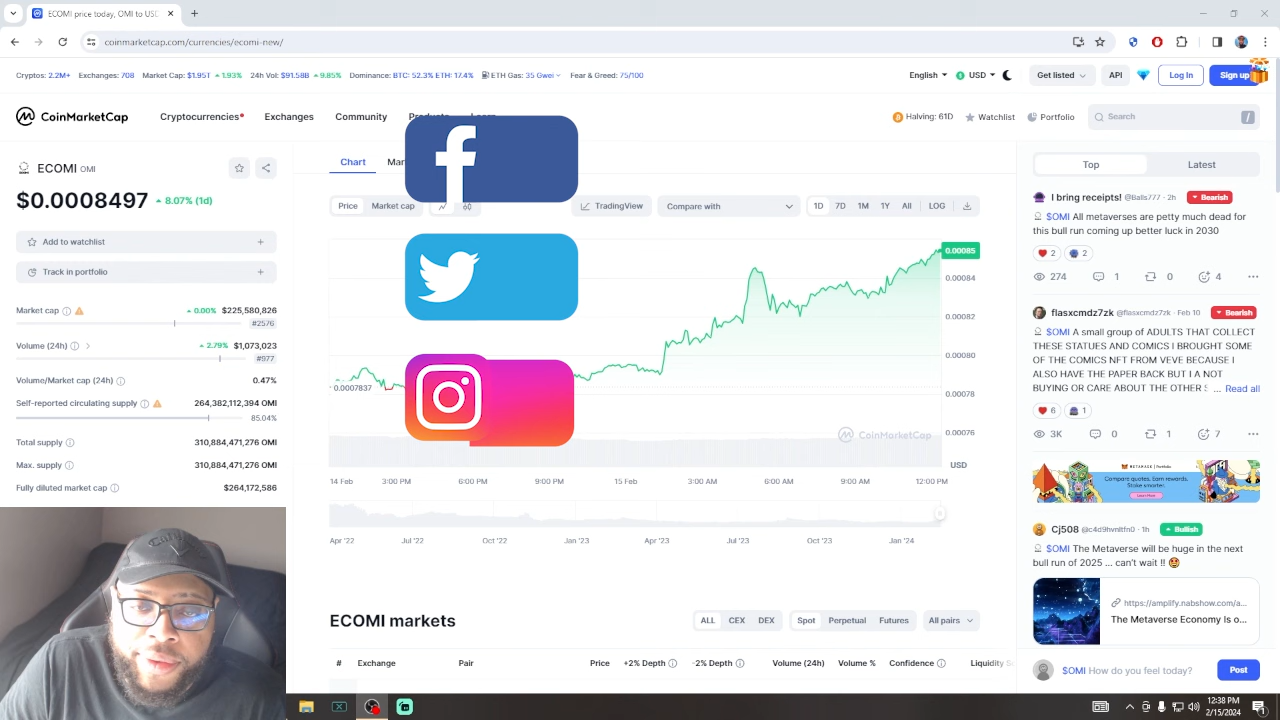 ECOMI price today, OMI to USD
coinmarketcap.com/currencies/ecomi-new/
Cryptos: 2.2M+ Exchanges: 708 Market Cap: $1.95T 1.93% 24h Vol: $91.58B 9.85% Dominance: BTC: 52.3% ETH: 17.4% ETH Gas: 35 Gwei Fear & Greed: 75/100
English USD Get listed API Log In Sign up
CoinMarketCap Cryptocurrencies Exchanges Community Products Learn
Halving: 61D Watchlist Portfolio Search /
ECOMI OMI
$0.0008497 8.07% (1d)
Add to watchlist +
Track in portfolio +
Market cap 0.00% $225,580,826
#2576
Volume (24h) 2.79% $1,073,023
#977
Volume/Market cap (24h) 0.47%
Self-reported circulating supply 264,382,112,394 OMI
85.04%
Total supply 310,884,471,276 OMI
Max. supply 310,884,471,276 OMI
Fully diluted market cap $264,172,586
Chart
Price Market cap TradingView Compare with 1D 7D 1M 1Y All LOG
0.00085
0.00084
0.00082
0.00080
0.00078
0.00076
0.0007837
CoinMarketCap
USD
14 Feb 3:00 PM 6:00 PM 9:00 PM 15 Feb 3:00 AM 6:00 AM 9:00 AM 12:00 PM
Apr '22 Jul '22 Oct '22 Jan '23 Apr '23 Jul '23 Oct '23 Jan '24
ECOMI markets ALL CEX DEX Spot Perpetual Futures All pairs
# Exchange Pair Price +2% Depth -2% Depth Volume (24h) Volume % Confidence Liquidity
Top Latest
I bring receipts! @Balls777 · 2h Bearish
$OMI All metaverses are petty much dead for
this bull run coming up better luck in 2030
2 2
274 1 0 4
flasxcmdz7zk @flasxcmdz7zk · Feb 10 Bearish
$OMI A small group of ADULTS THAT COLLECT
THESE STATUES AND COMICS I BROUGHT SOME
OF THE COMICS NFT FROM VEVE BECAUSE I
ALSO HAVE THE PAPER BACK BUT I A NOT
BUYING OR CARE ABOUT THE OTHER ... Read all
6 1
3K 0 1 7
METAMASK | Portfolio
Compare quotes. Earn rewards.
Stake smarter.
Cj508 @c4d9hvnltfn0 · 1h Bullish
$OMI The Metaverse will be huge in the next
bull run of 2025 ... can't wait !!
https://amplify.nabshow.com/a...
The Metaverse Economy Is o...
$OMI How do you feel today? Post
12:38 PM
2/15/2024